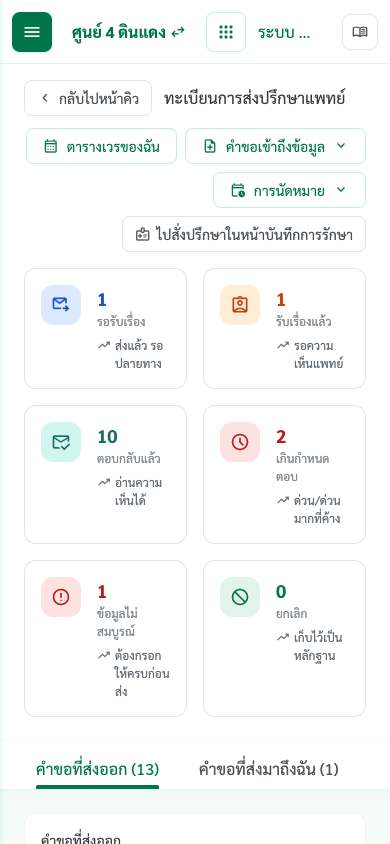 ศูนย์ 4 ดินแดง
ระบบ ...
กลับไปหน้าคิว
ทะเบียนการส่งปรึกษาแพทย์
ตารางเวรของฉัน
คำขอเข้าถึงข้อมูล
การนัดหมาย
ไปสั่งปรึกษาในหน้าบันทึกการรักษา
1
รอรับเรื่อง
ส่งแล้ว รอ
ปลายทาง
1
รับเรื่องแล้ว
รอความ
เห็นแพทย์
10
ตอบกลับแล้ว
อ่านความ
เห็นได้
2
เกินกำหนด
ตอบ
ด่วน/ด่วน
มากที่ค้าง
1
ข้อมูลไม่
สมบูรณ์
ต้องกรอก
ให้ครบก่อน
ส่ง
0
ยกเลิก
เก็บไว้เป็น
หลักฐาน
คำขอที่ส่งออก (13)
คำขอที่ส่งมาถึงฉัน (1)
คำขอที่ส่งออก